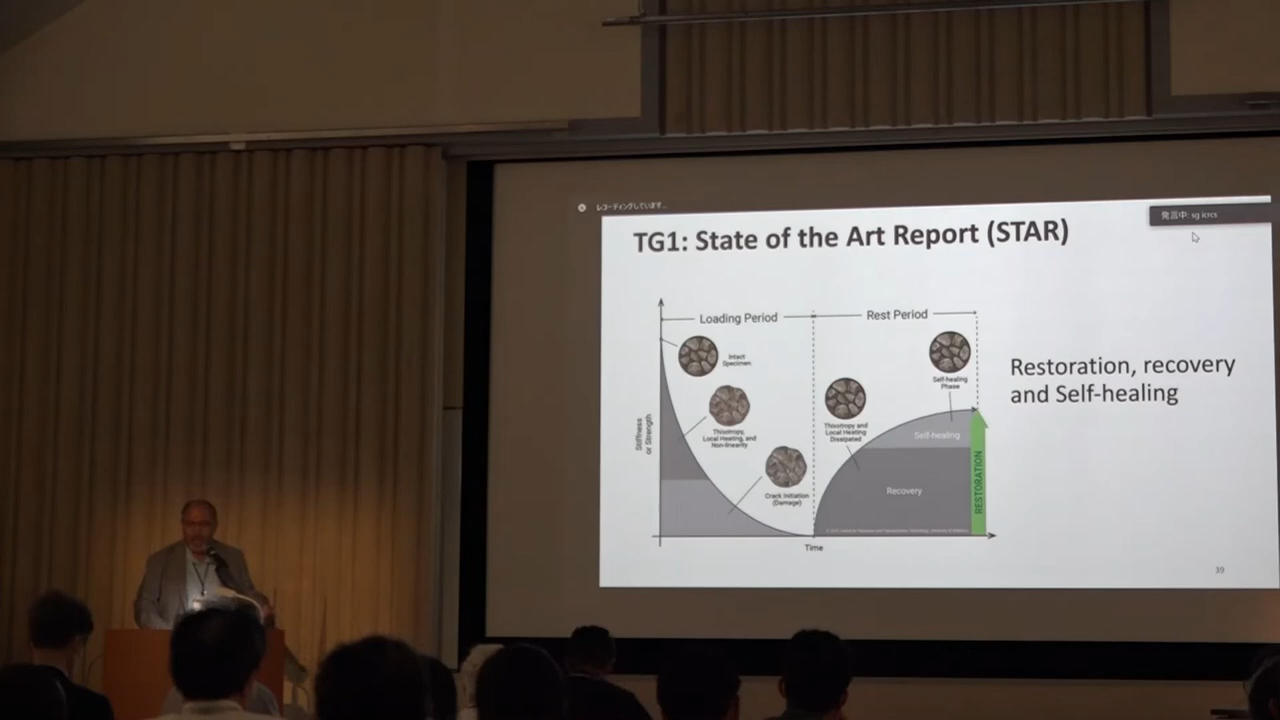 レコーディングしています...
発言中: sg icrcs
TG1: State of the Art Report (STAR)
Loading Period
Rest Period
Intact
Specimen
Self-healing
Phase
Thixotropy,
Local Heating, and
Non-linearity
Thixotropy and
Local Heating
Dissipated
Crack Initiation
(Damage)
Stiffness
or Strength
Self-healing
Recovery
RESTORATION
Time
Restoration, recovery
and Self-healing
39